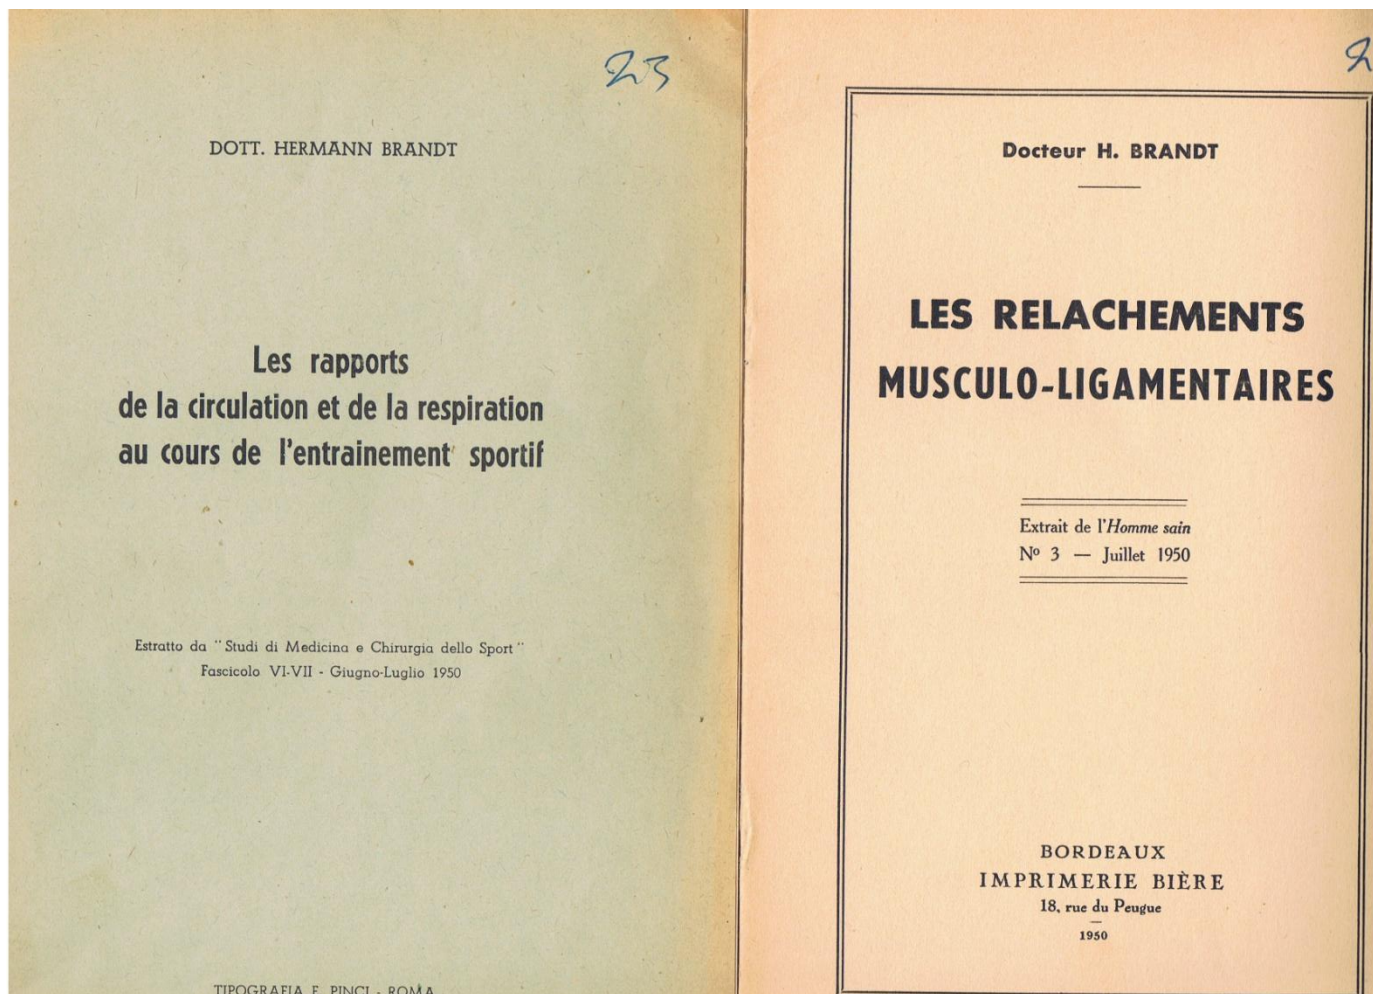 23
DOTT. HERMANN BRANDT
Les rapports
de la circulation et de la respiration
au cours de l'entrainement sportif
Estratto da "Studi di Medicina e Chirurgia dello Sport"
Fascicolo VI-VII - Giugno-Luglio 1950
TIPOGRAFIA F. PINCI - ROMA
2
Docteur H. BRANDT
LES RELACHEMENTS
MUSCULO-LIGAMENTAIRES
Extrait de l'Homme sain
Nº 3 — Juillet 1950
BORDEAUX
IMPRIMERIE BIÈRE
18, rue du Peugue
1950